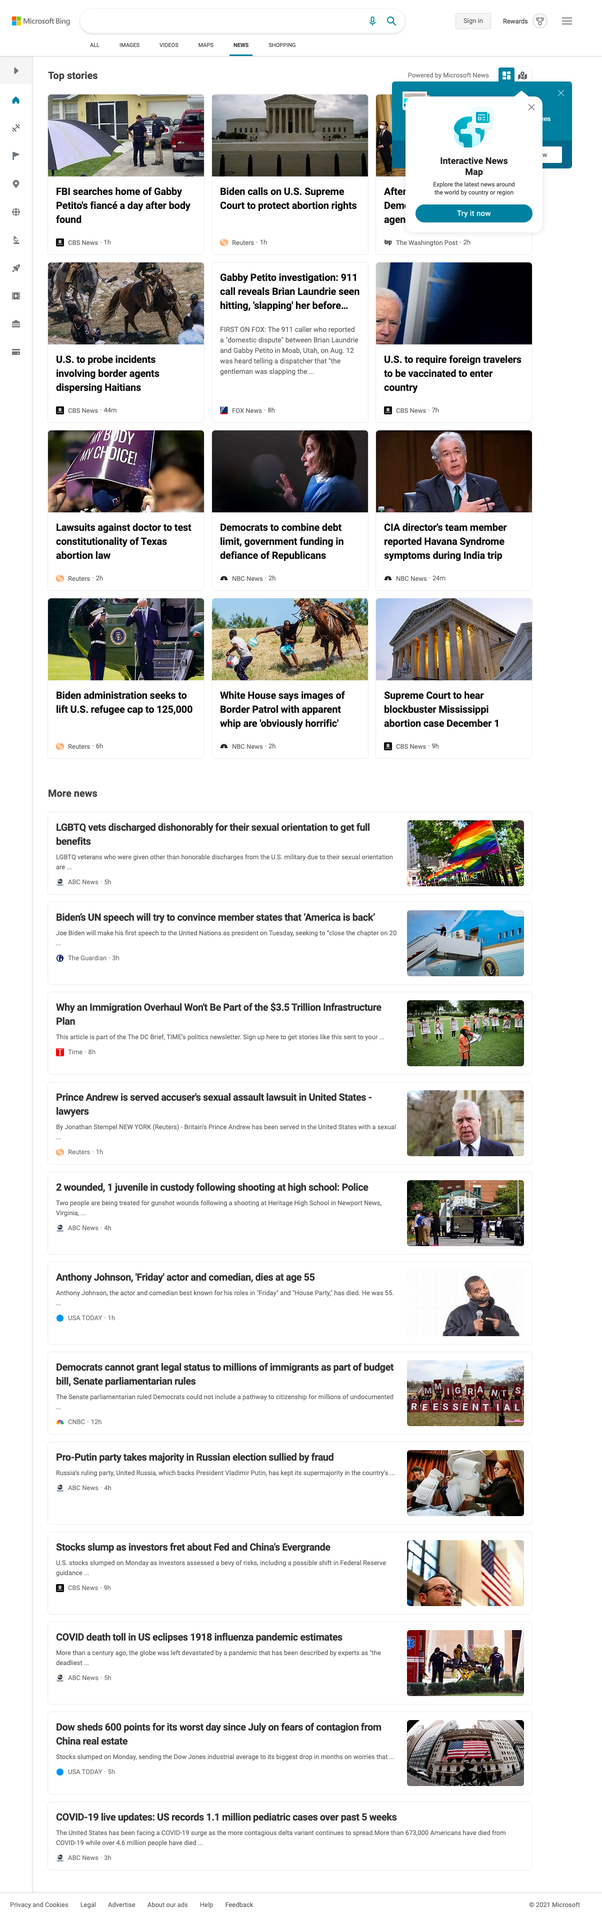 Microsoft Bing
Sign in
Rewards
ALL
IMAGES
VIDEOS
MAPS
NEWS
SHOPPING
Top stories
Powered by Microsoft News
Interactive News
Map
Explore the latest news around
the world by country or region
Try it now
FBI searches home of Gabby
Petito's fiancé a day after body
found
CBS News · 1h
Biden calls on U.S. Supreme
Court to protect abortion rights
Reuters · 1h
After
Dem
agen
The Washington Post · 2h
U.S. to probe incidents
involving border agents
dispersing Haitians
CBS News · 44m
Gabby Petito investigation: 911
call reveals Brian Laundrie seen
hitting, 'slapping' her before...
FIRST ON FOX: The 911 caller who reported
a "domestic dispute" between Brian Laundrie
and Gabby Petito in Moab, Utah, on Aug. 12
was heard telling a dispatcher that "the
gentleman was slapping the ...
FOX News · 8h
U.S. to require foreign travelers
to be vaccinated to enter
country
CBS News · 7h
MY BODY
MY CHOICE!
Lawsuits against doctor to test
constitutionality of Texas
abortion law
Reuters · 2h
Democrats to combine debt
limit, government funding in
defiance of Republicans
NBC News · 2h
CIA director's team member
reported Havana Syndrome
symptoms during India trip
NBC News · 24m
Biden administration seeks to
lift U.S. refugee cap to 125,000
Reuters · 6h
White House says images of
Border Patrol with apparent
whip are 'obviously horrific'
NBC News · 2h
Supreme Court to hear
blockbuster Mississippi
abortion case December 1
CBS News · 9h
More news
LGBTQ vets discharged dishonorably for their sexual orientation to get full
benefits
LGBTQ veterans who were given other than honorable discharges from the U.S. military due to their sexual orientation
are ...
ABC News · 5h
Biden's UN speech will try to convince member states that 'America is back'
Joe Biden will make his first speech to the United Nations as president on Tuesday, seeking to "close the chapter on 20
...
The Guardian · 3h
Why an Immigration Overhaul Won't Be Part of the $3.5 Trillion Infrastructure
Plan
This article is part of the The DC Brief, TIME's politics newsletter. Sign up here to get stories like this sent to your ...
Time · 8h
Prince Andrew is served accuser's sexual assault lawsuit in United States -
lawyers
By Jonathan Stempel NEW YORK (Reuters) - Britain's Prince Andrew has been served in the United States with a sexual
...
Reuters · 1h
2 wounded, 1 juvenile in custody following shooting at high school: Police
Two people are being treated for gunshot wounds following a shooting at Heritage High School in Newport News,
Virginia, ...
ABC News · 4h
Anthony Johnson, 'Friday' actor and comedian, dies at age 55
Anthony Johnson, the actor and comedian best known for his roles in "Friday" and "House Party," has died. He was 55.
...
USA TODAY · 1h
Democrats cannot grant legal status to millions of immigrants as part of budget
bill, Senate parliamentarian rules
The Senate parliamentarian ruled Democrats could not include a pathway to citizenship for millions of undocumented
...
CNBC · 12h
IMMIGRANTS
ESSENTIAL
Pro-Putin party takes majority in Russian election sullied by fraud
Russia's ruling party, United Russia, which backs President Vladimir Putin, has kept its supermajority in the country's ...
ABC News · 4h
Stocks slump as investors fret about Fed and China's Evergrande
U.S. stocks slumped on Monday as investors assessed a bevy of risks, including a possible shift in Federal Reserve
guidance ...
CBS News · 9h
COVID death toll in US eclipses 1918 influenza pandemic estimates
More than a century ago, the globe was left devastated by a pandemic that has been described by experts as "the
deadliest ...
ABC News · 5h
Dow sheds 600 points for its worst day since July on fears of contagion from
China real estate
Stocks slumped on Monday, sending the Dow Jones industrial average to its biggest drop in months on worries that ...
USA TODAY · 5h
COVID-19 live updates: US records 1.1 million pediatric cases over past 5 weeks
The United States has been facing a COVID-19 surge as the more contagious delta variant continues to spread.More than 673,000 Americans have died from
COVID-19 while over 4.6 million people have died ...
ABC News · 3h
Privacy and Cookies
Legal
Advertise
About our ads
Help
Feedback
© 2021 Microsoft